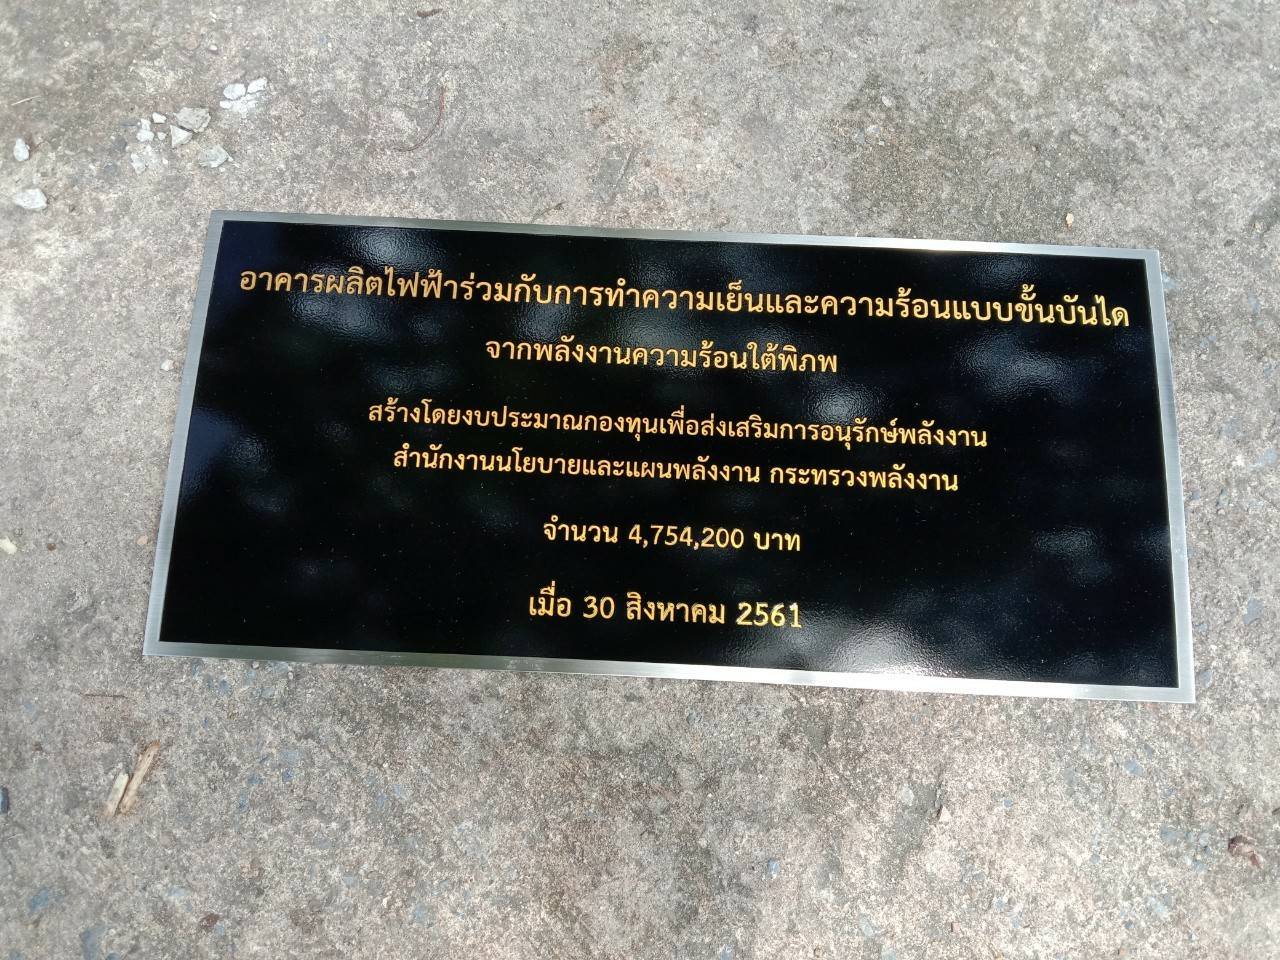 อาคารผลิตไฟฟ้าร่วมกับการทำความเย็นและความร้อนแบบขั้นบันได
จากพลังงานความร้อนใต้พิภพ
สร้างโดยงบประมาณกองทุนเพื่อส่งเสริมการอนุรักษ์พลังงาน
สำนักงานนโยบายและแผนพลังงาน กระทรวงพลังงาน
จำนวน 4,754,200 บาท
เมื่อ 30 สิงหาคม 2561